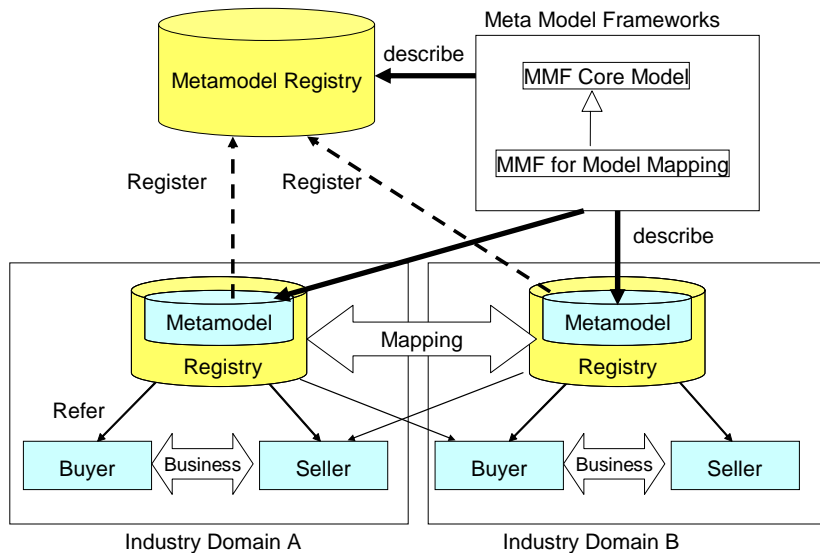 Meta Model Frameworks
describe
Metamodel Registry
MMF Core Model
MMF for Model Mapping
Register
Register
describe
Metamodel
Registry
Mapping
Metamodel
Registry
Refer
Buyer
Business
Seller
Buyer
Business
Seller
Industry Domain A
Industry Domain B